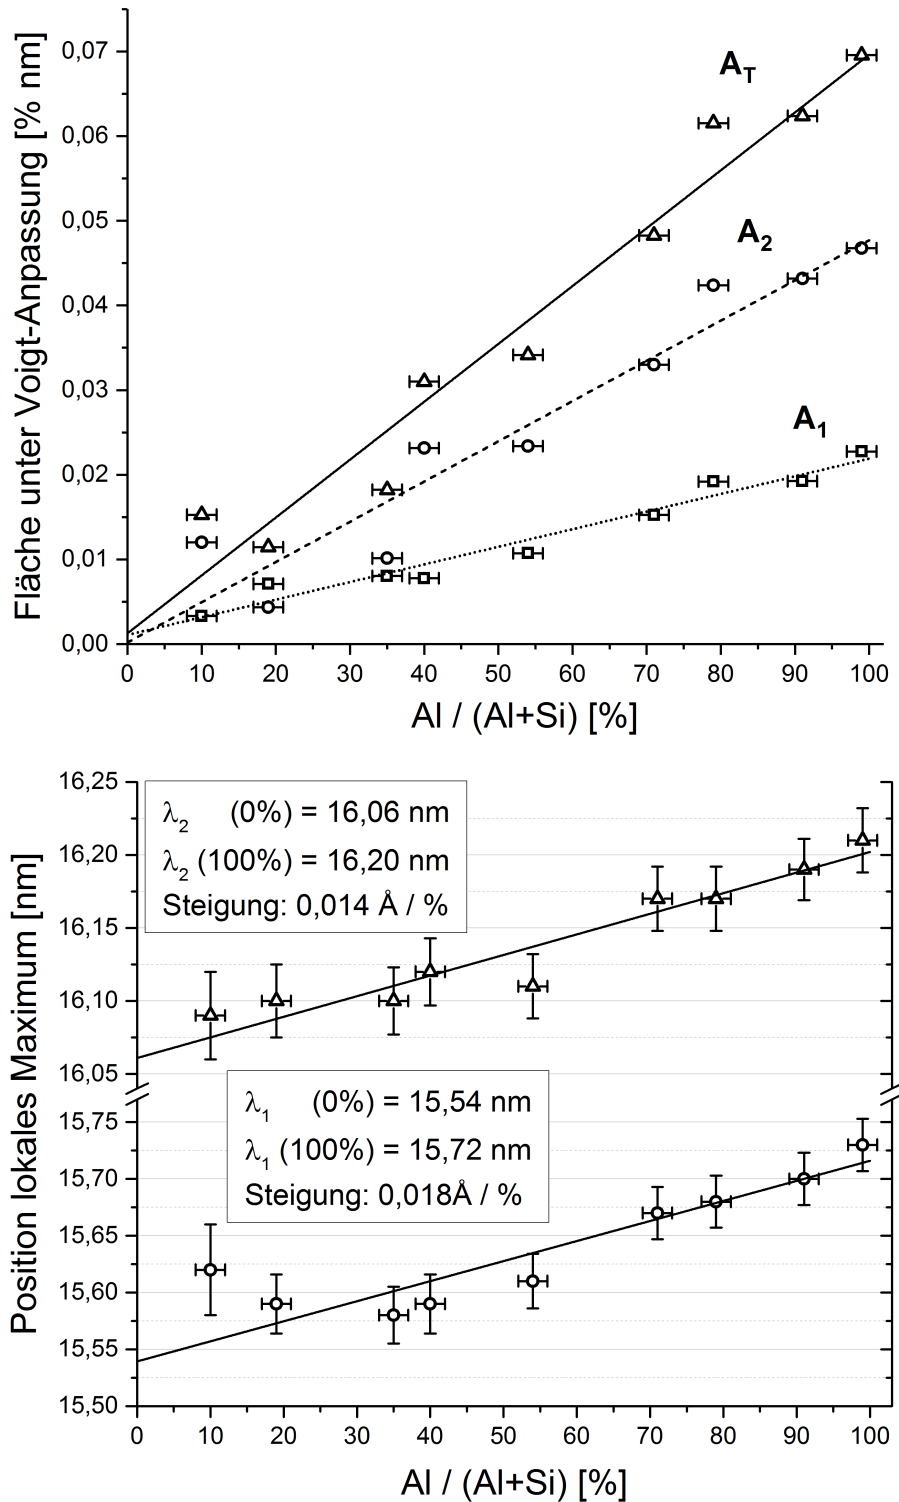 Fläche unter Voigt-Anpassung [% nm]
0,07
0,06
0,05
0,04
0,03
0,02
0,01
0,00
A_T
A_2
A_1
0 10 20 30 40 50 60 70 80 90 100
Al / (Al+Si) [%]
Position lokales Maximum [nm]
16,25
16,20
16,15
16,10
16,05
λ_2 (0%) = 16,06 nm
λ_2 (100%) = 16,20 nm
Steigung: 0,014 Å / %
15,75
15,70
15,65
15,60
15,55
15,50
λ_1 (0%) = 15,54 nm
λ_1 (100%) = 15,72 nm
Steigung: 0,018Å / %
0 10 20 30 40 50 60 70 80 90 100
Al / (Al+Si) [%]